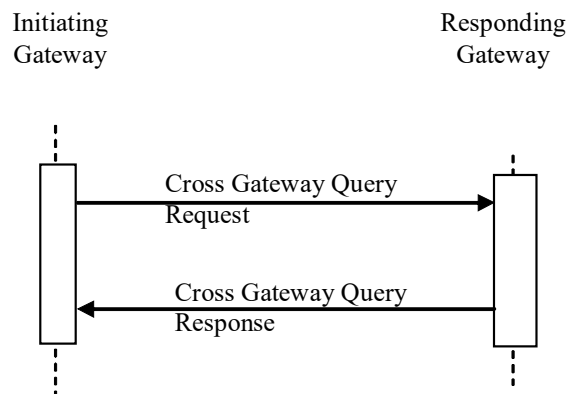 Initiating
Gateway
Responding
Gateway
Cross Gateway Query
Request
Cross Gateway Query
Response